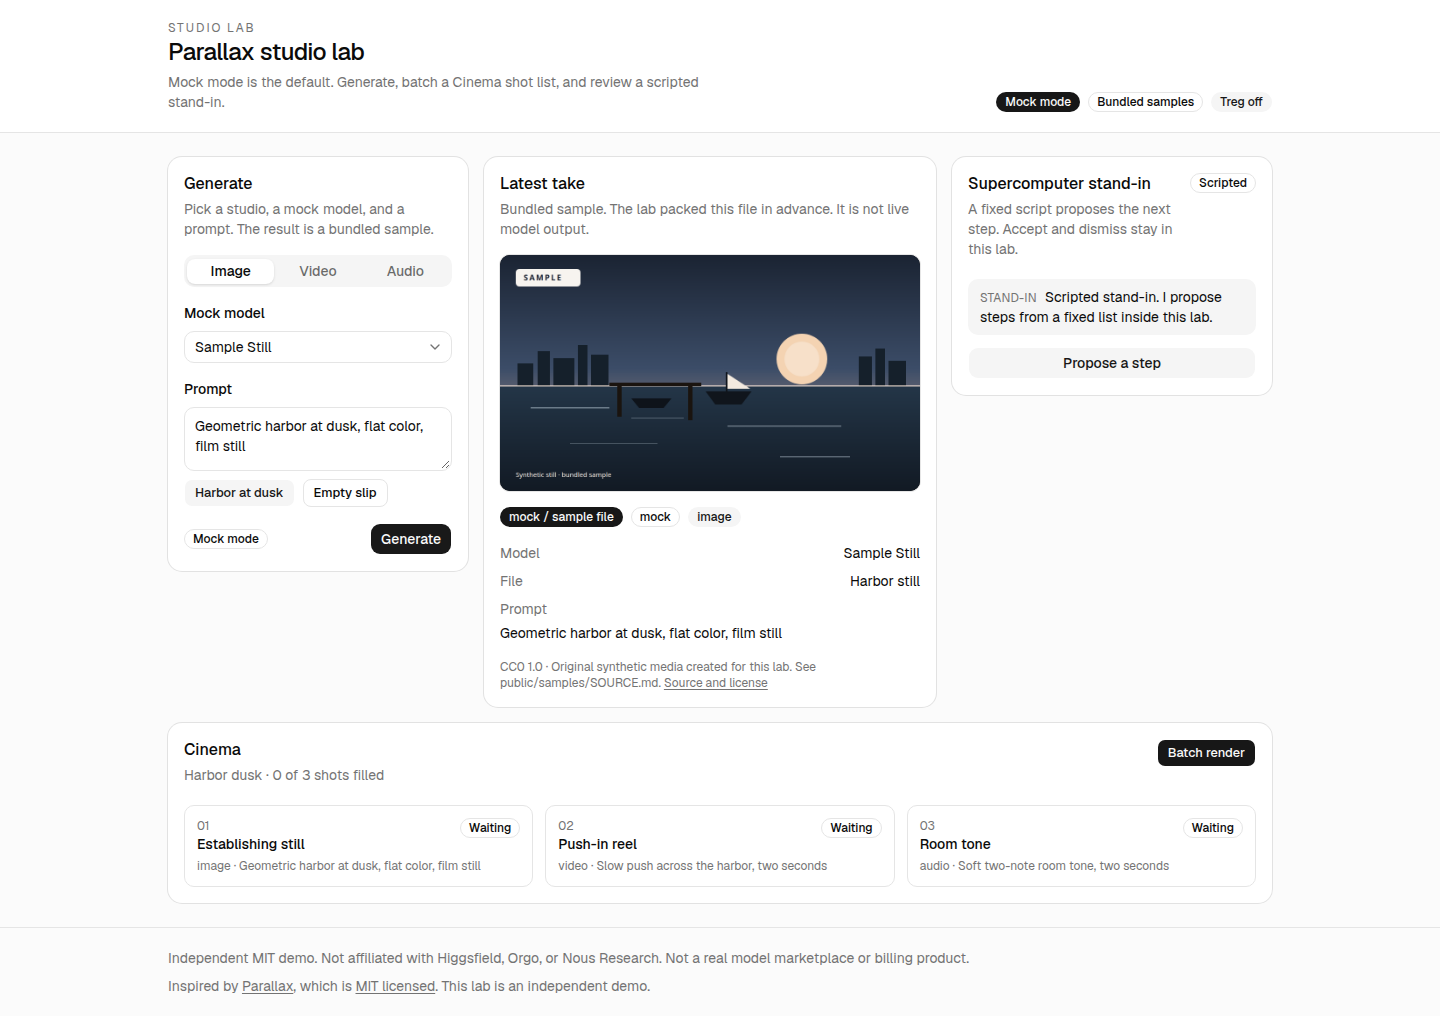 STUDIO LAB
Parallax studio lab
Mock mode is the default. Generate, batch a Cinema shot list, and review a scripted
stand-in.
Mock mode
Bundled samples
Treg off
Generate
Pick a studio, a mock model, and a
prompt. The result is a bundled sample.
Image
Video
Audio
Mock model
Sample Still
Prompt
Geometric harbor at dusk, flat color,
film still
Harbor at dusk
Empty slip
Mock mode
Generate
Latest take
Bundled sample. The lab packed this file in advance. It is not live
model output.
SAMPLE
Synthetic still · bundled sample
mock / sample file
mock
image
Model
Sample Still
File
Harbor still
Prompt
Geometric harbor at dusk, flat color, film still
CC0 1.0 · Original synthetic media created for this lab. See
public/samples/SOURCE.md. Source and license
Supercomputer stand-in
Scripted
A fixed script proposes the next
step. Accept and dismiss stay in
this lab.
STAND-IN Scripted stand-in. I propose
steps from a fixed list inside this lab.
Propose a step
Cinema
Harbor dusk · 0 of 3 shots filled
Batch render
01
Waiting
Establishing still
image · Geometric harbor at dusk, flat color, film still
02
Waiting
Push-in reel
video · Slow push across the harbor, two seconds
03
Waiting
Room tone
audio · Soft two-note room tone, two seconds
Independent MIT demo. Not affiliated with Higgsfield, Orgo, or Nous Research. Not a real model marketplace or billing product.
Inspired by Parallax, which is MIT licensed. This lab is an independent demo.